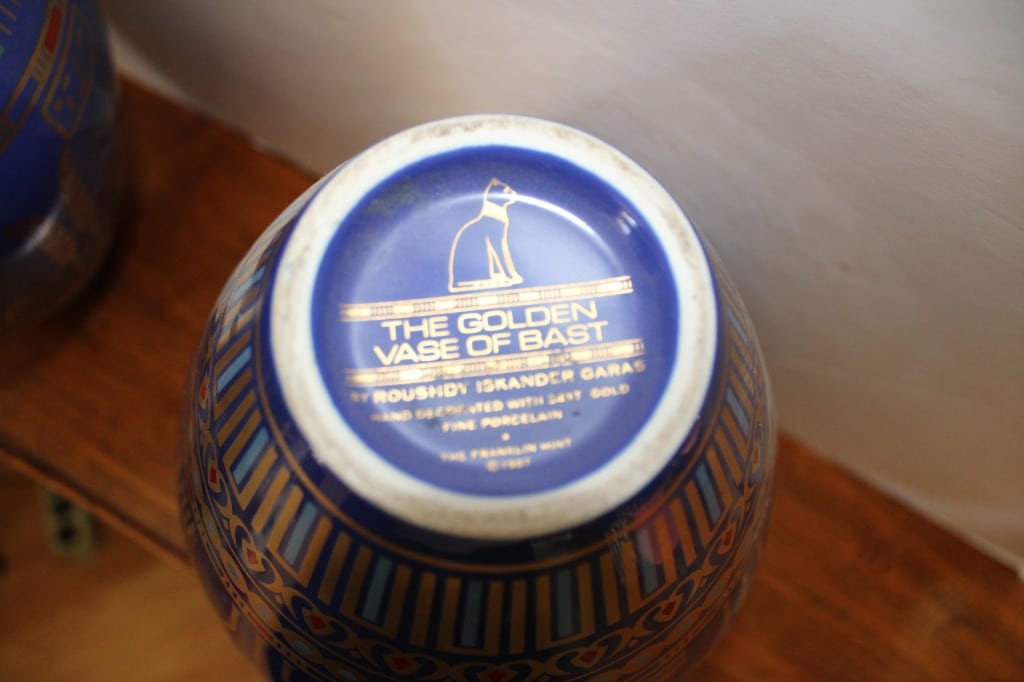 THE GOLDEN
VASE OF BAST
BY ROUSHDY ISKANDER GARAS
HAND DECORATED WITH 24KT GOLD
FINE PORCELAIN
THE FRANKLIN MINT
© 1987